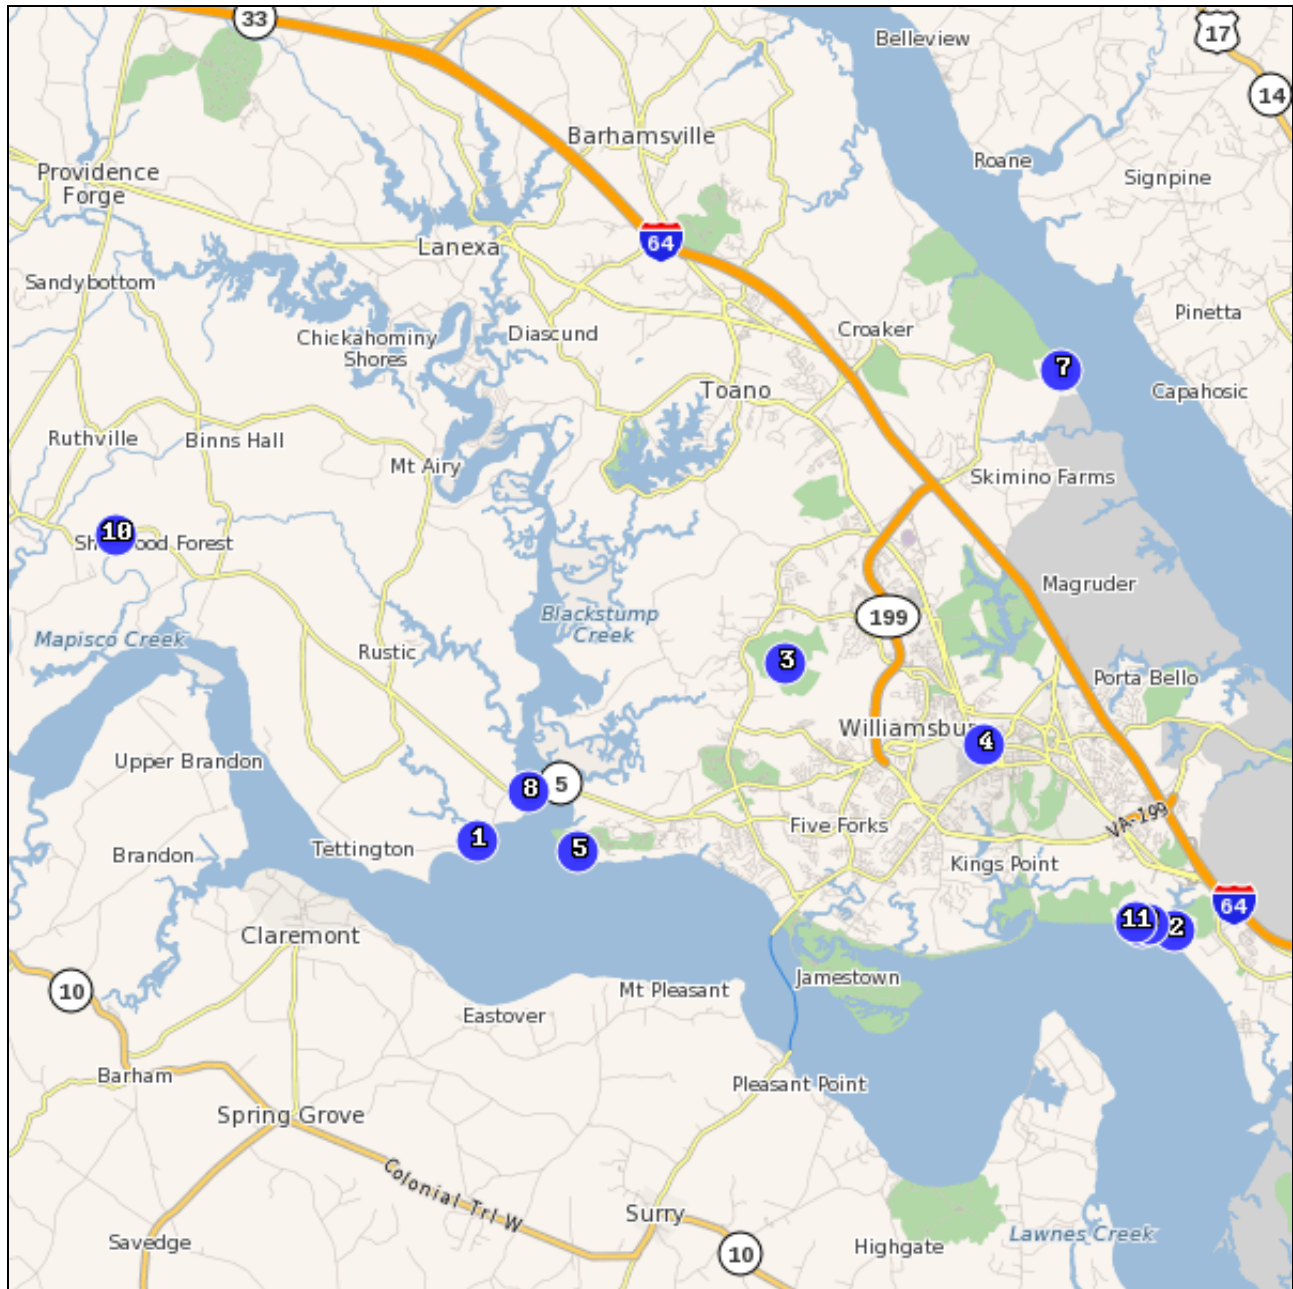 33
17
Belleview
14
Barhamsville
Roane
Providence
Forge
Signpine
Lanexa
64
Sandybottom
Pinetta
Chickahominy
Shores
Diascund
Croaker
7
Toano
Capahosic
Ruthville
Binns Hall
Mt Airy
Skimino Farms
10
Sh ood Forest
Magruder
Blackstump
Creek
199
Mapisco Creek
Rustic
3
Porta Bello
Williamsbu
4
Upper Brandon
8
5
VA-199
1
Five Forks
Tettington
5
Brandon
Kings Point
64
11
2
Claremont
Jamestown
10
Mt Pleasant
Eastover
Barham
Pleasant Point
Spring Grove
Colonial Trl W
Surry
Savedge
Highgate
Lawnes Creek
10